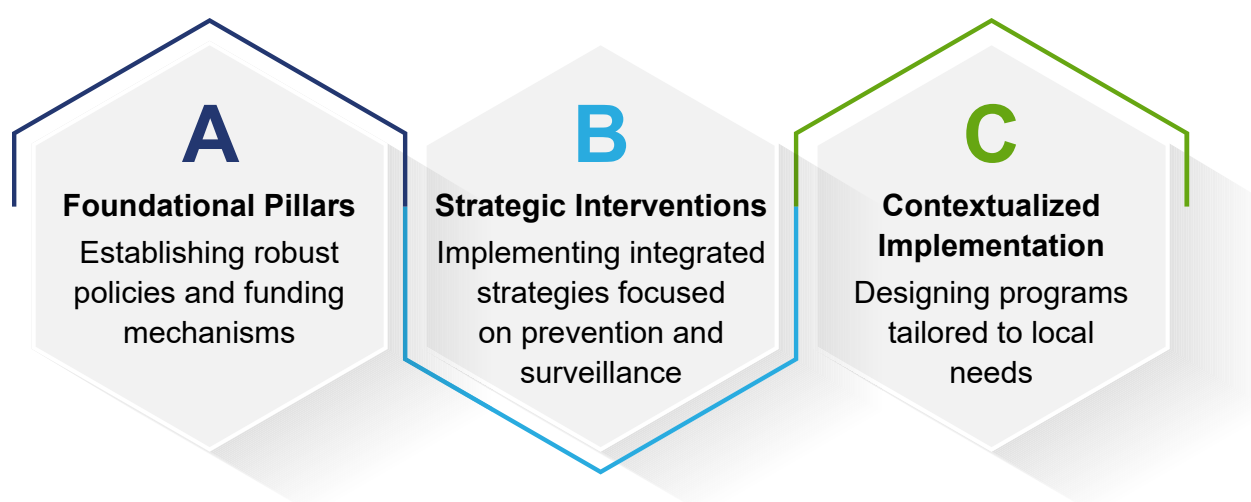 A
Foundational Pillars
Establishing robust
policies and funding
mechanisms
B
Strategic Interventions
Implementing integrated
strategies focused
on prevention and
surveillance
C
Contextualized
Implementation
Designing programs
tailored to local
needs